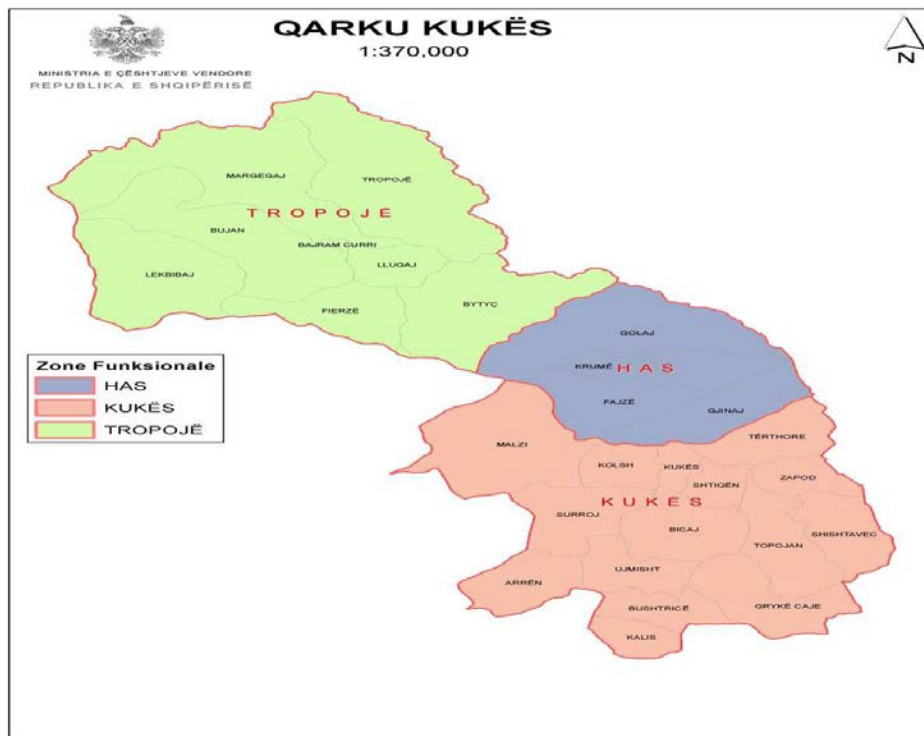 QARKU KUKËS
1:370,000
MINISTRIA E ÇËSHTJEVE VENDORE
REPUBLIKA E SHQIPËRISË
N
MARGEGAJ
TROPOJË
TROPOJË
BUJAN
BAJRAM CURRI
LLUGAJ
LEKBIBAJ
BYTYÇ
FIERZË
GOLAJ
KRUMË
HAS
FAJZË
GJINAJ
Zone Funksionale
HAS
KUKËS
TROPOJË
TËRTHORE
MALZI
KOLSH
KUKËS
ZAPOD
SHTIQËN
KUKËS
SURROJ
BICAJ
SHISHTAVEC
TOPOJAN
UJMISHT
ARRËN
BUSHTRICË
GRYKË CAJE
KALIS